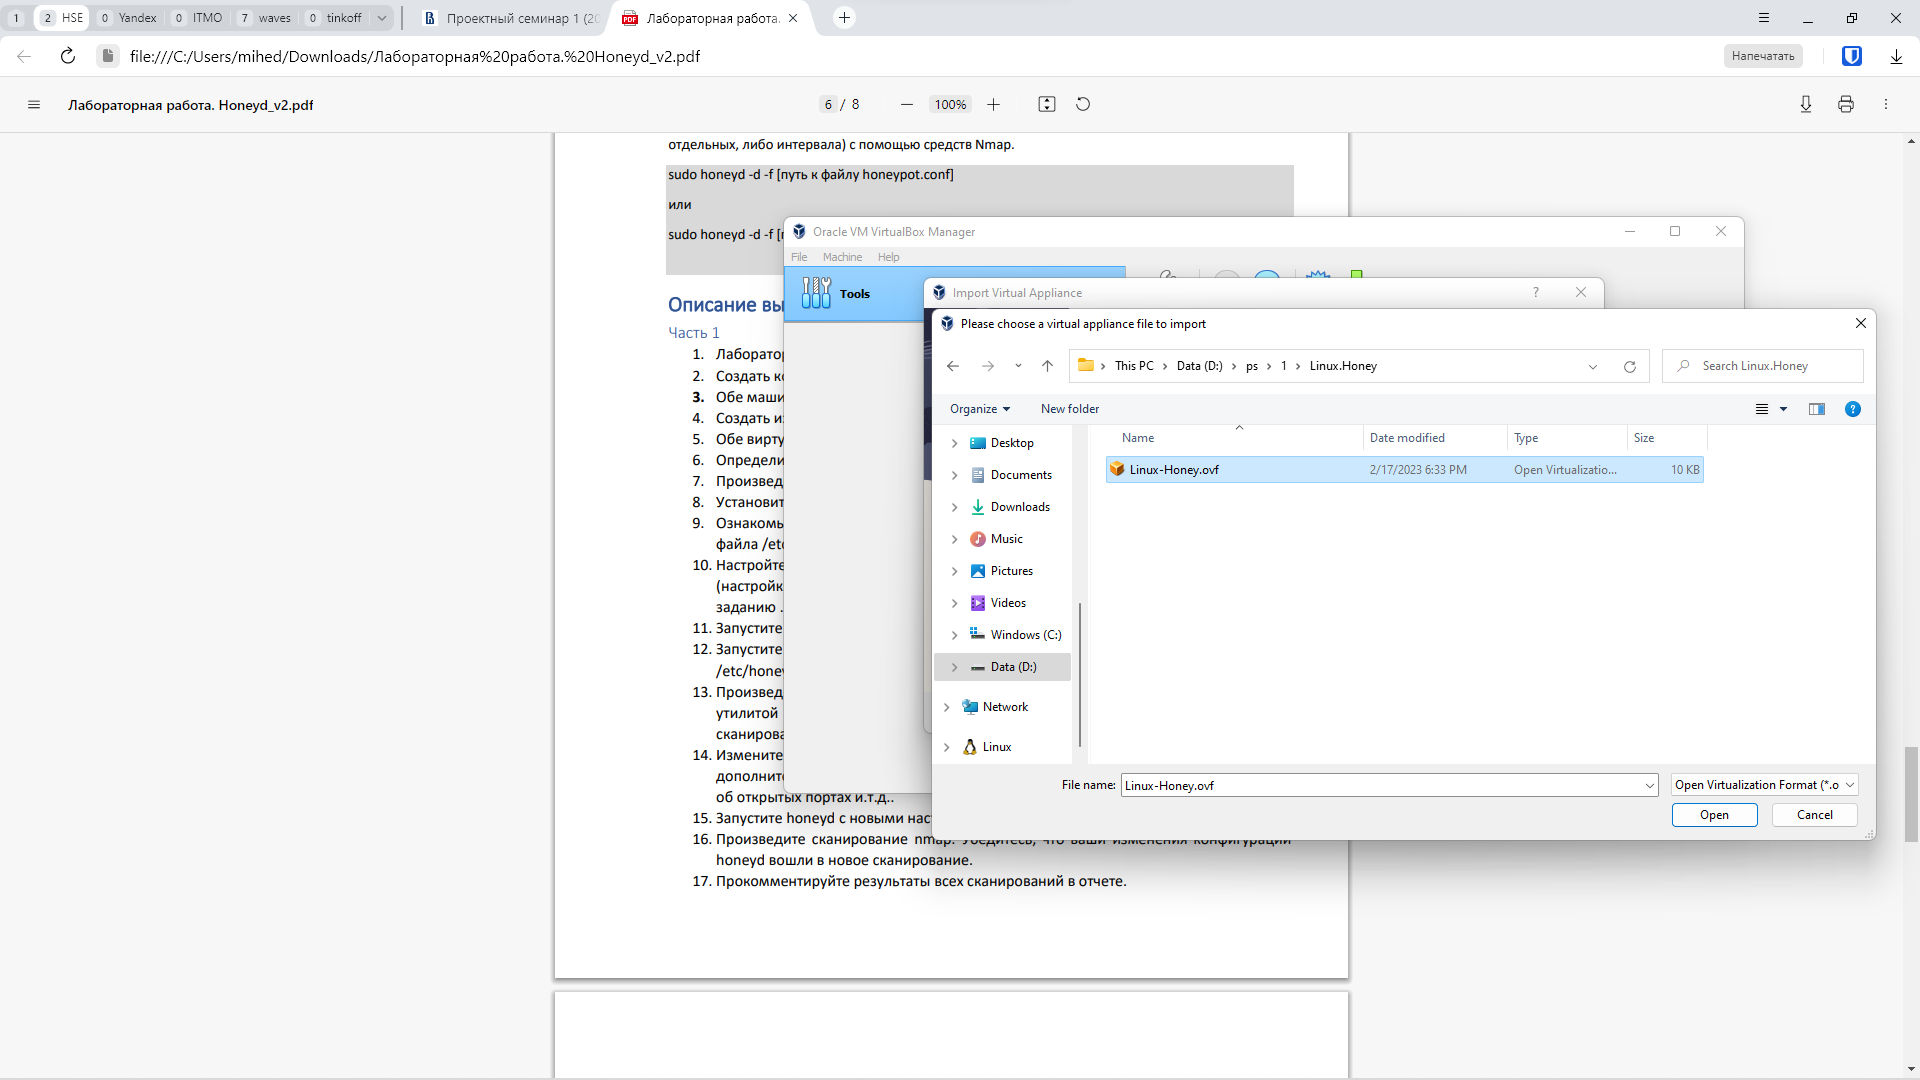 1
2 HSE
0 Yandex
0 ITMO
7 waves
0 tinkoff
Проектный семинар 1 (20
Лабораторная работа.
file:///C:/Users/mihed/Downloads/Лабораторная%20работа.%20Honeyd_v2.pdf
Напечатать
Лабораторная работа. Honeyd_v2.pdf
6 / 8
100%
отдельных, либо интервала) с помощью средств Nmap.
sudo honeyd -d -f [путь к файлу honeypot.conf]
или
sudo honeyd -d -f [
Oracle VM VirtualBox Manager
File Machine Help
Tools
Import Virtual Appliance
?
Please choose a virtual appliance file to import
This PC
Data (D:)
ps
1
Linux.Honey
Search Linux.Honey
Organize
New folder
?
Desktop
Documents
Downloads
Music
Pictures
Videos
Windows (C:)
Data (D:)
Network
Linux
Name Date modified Type Size
Linux-Honey.ovf 2/17/2023 6:33 PM Open Virtualizatio... 10 KB
File name: Linux-Honey.ovf
Open Virtualization Format (*.o
Open
Cancel
Описание вы
Часть 1
1. Лаборатор
2. Создать к
3. Обе маши
4. Создать и
5. Обе вирту
6. Определи
7. Произвед
8. Установит
9. Ознакомь
файла /etc
10. Настройте
(настройк
заданию .
11. Запустите
12. Запустите
/etc/honey
13. Произвед
утилитой
сканирова
14. Измените
дополните
об открытых портах и.т.д..
15. Запустите honeyd с новыми нас
16. Произведите сканирование nmap. Убедитесь, что ваши изменения конфигурации
honeyd вошли в новое сканирование.
17. Прокомментируйте результаты всех сканирований в отчете.